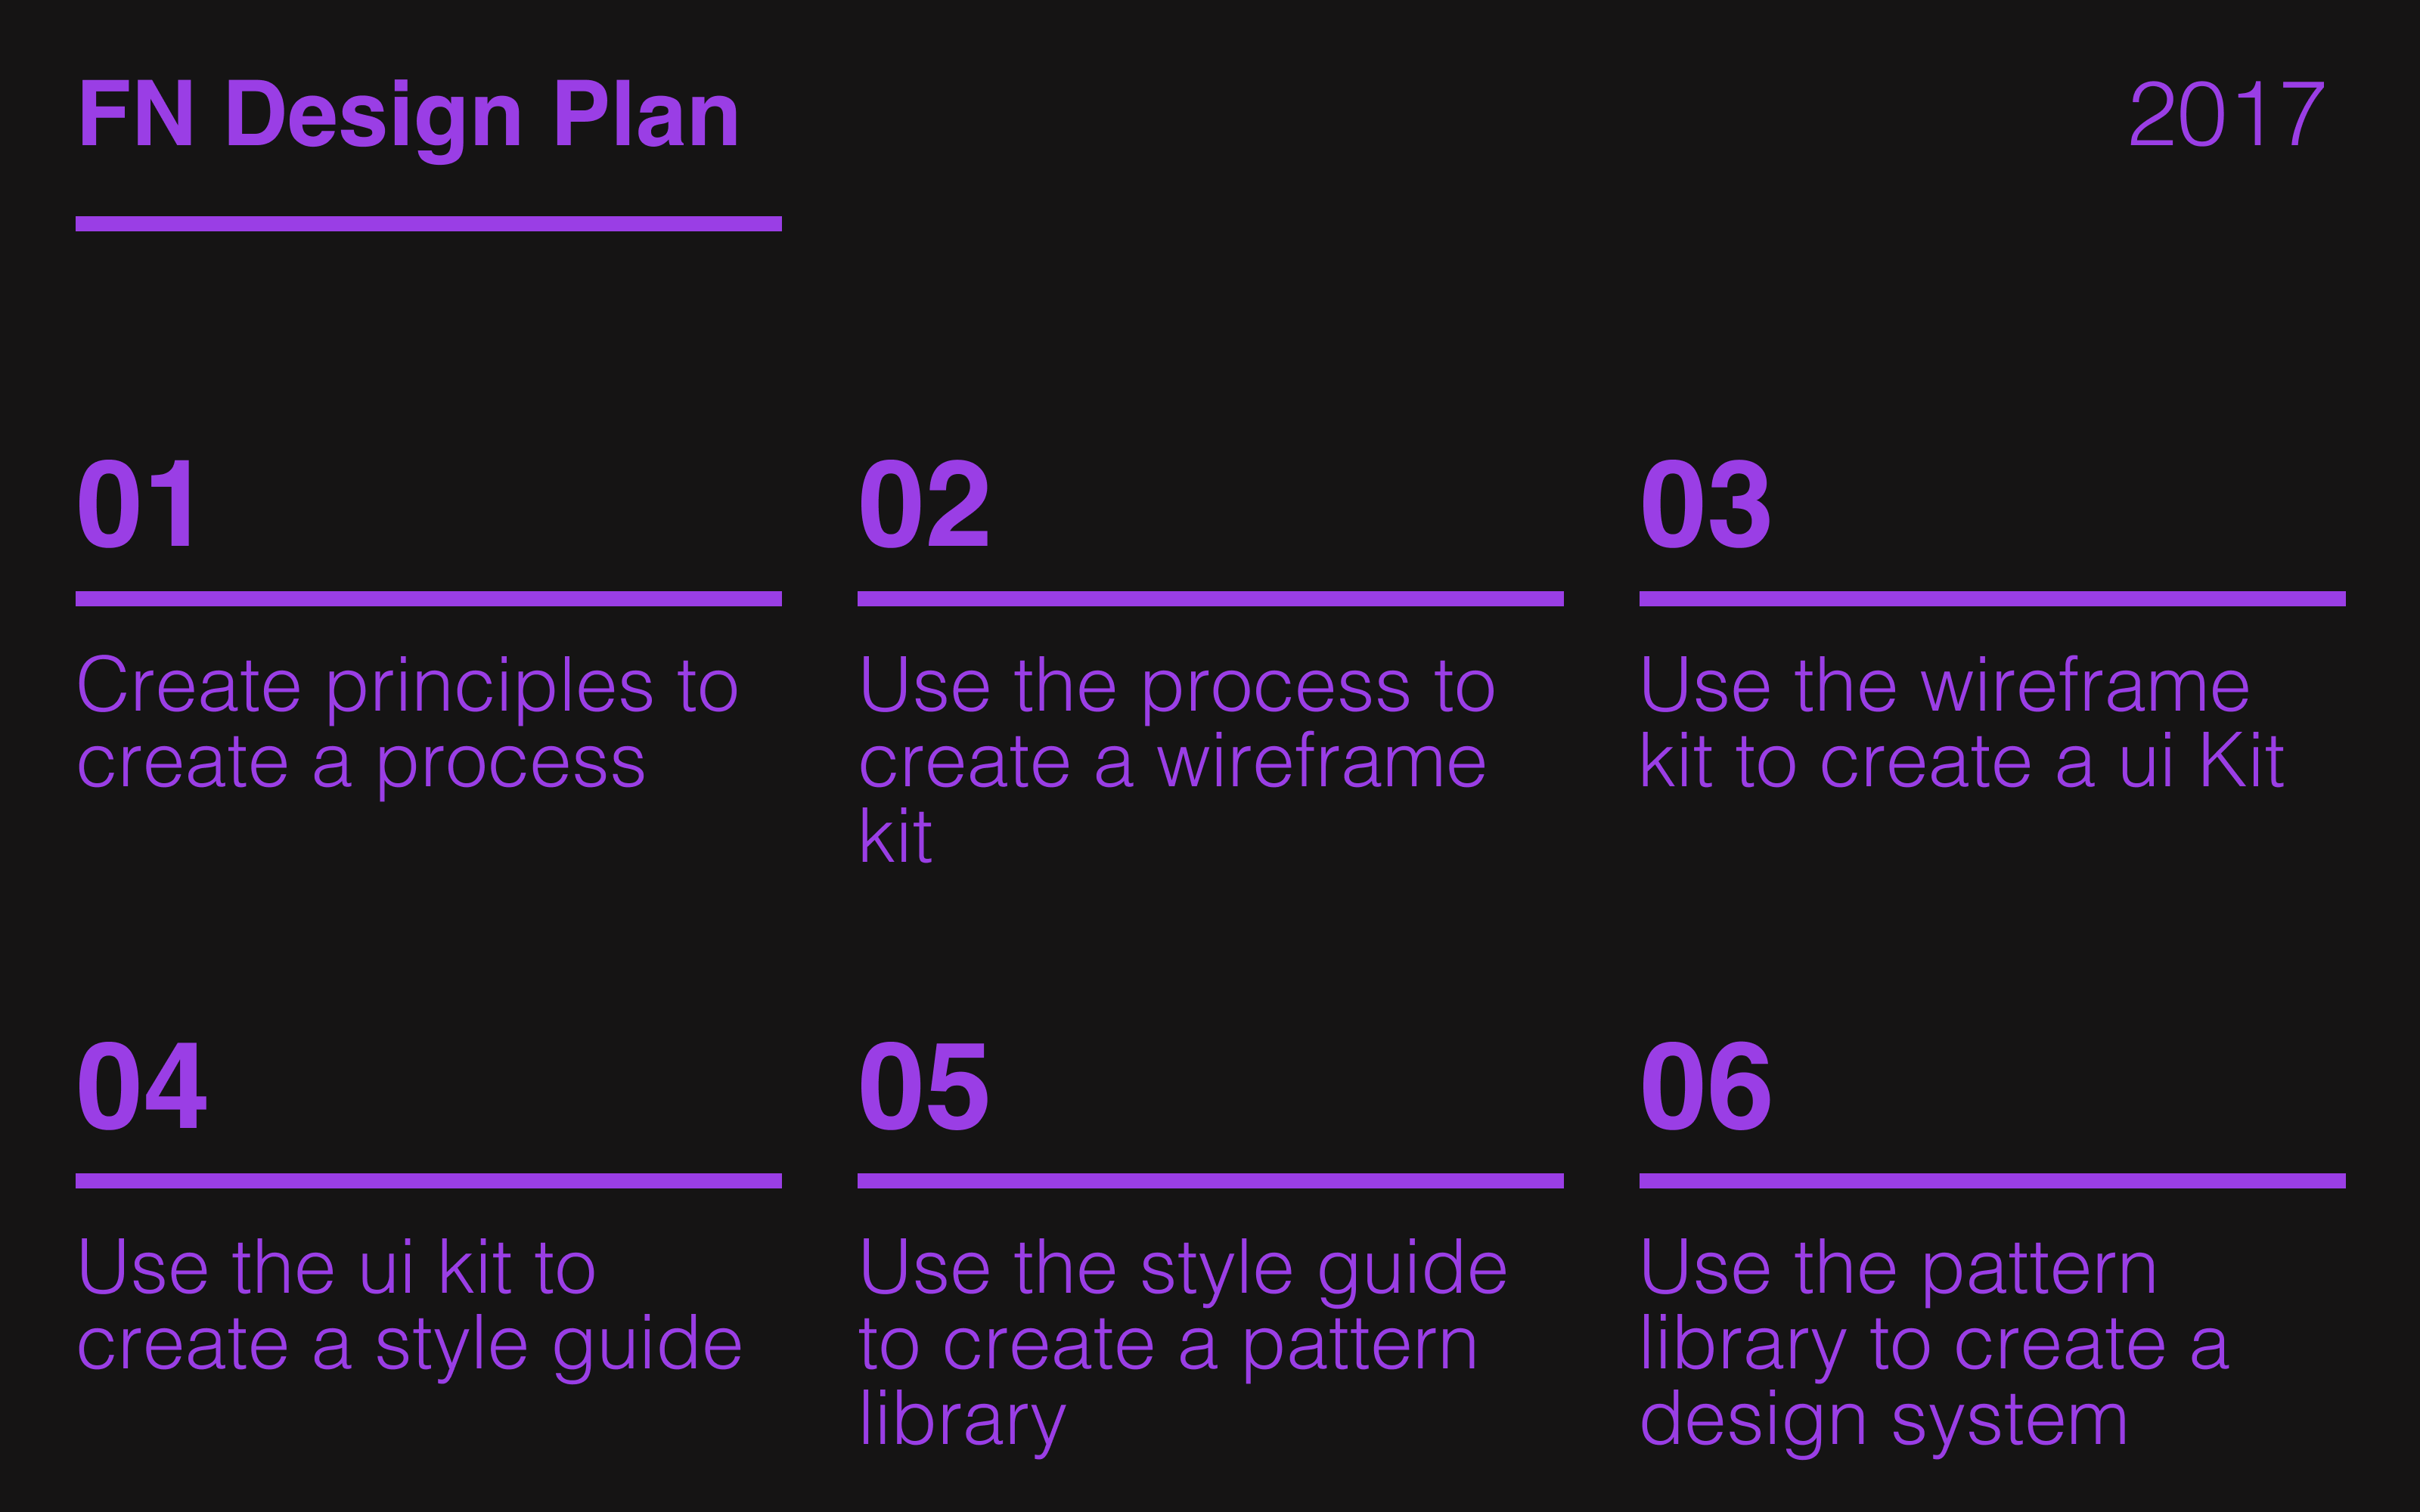 FN Design Plan
2017
01
Create principles to
create a process
02
Use the process to
create a wireframe
kit
03
Use the wireframe
kit to create a ui Kit
04
Use the ui kit to
create a style guide
05
Use the style guide
to create a pattern
library
06
Use the pattern
library to create a
design system